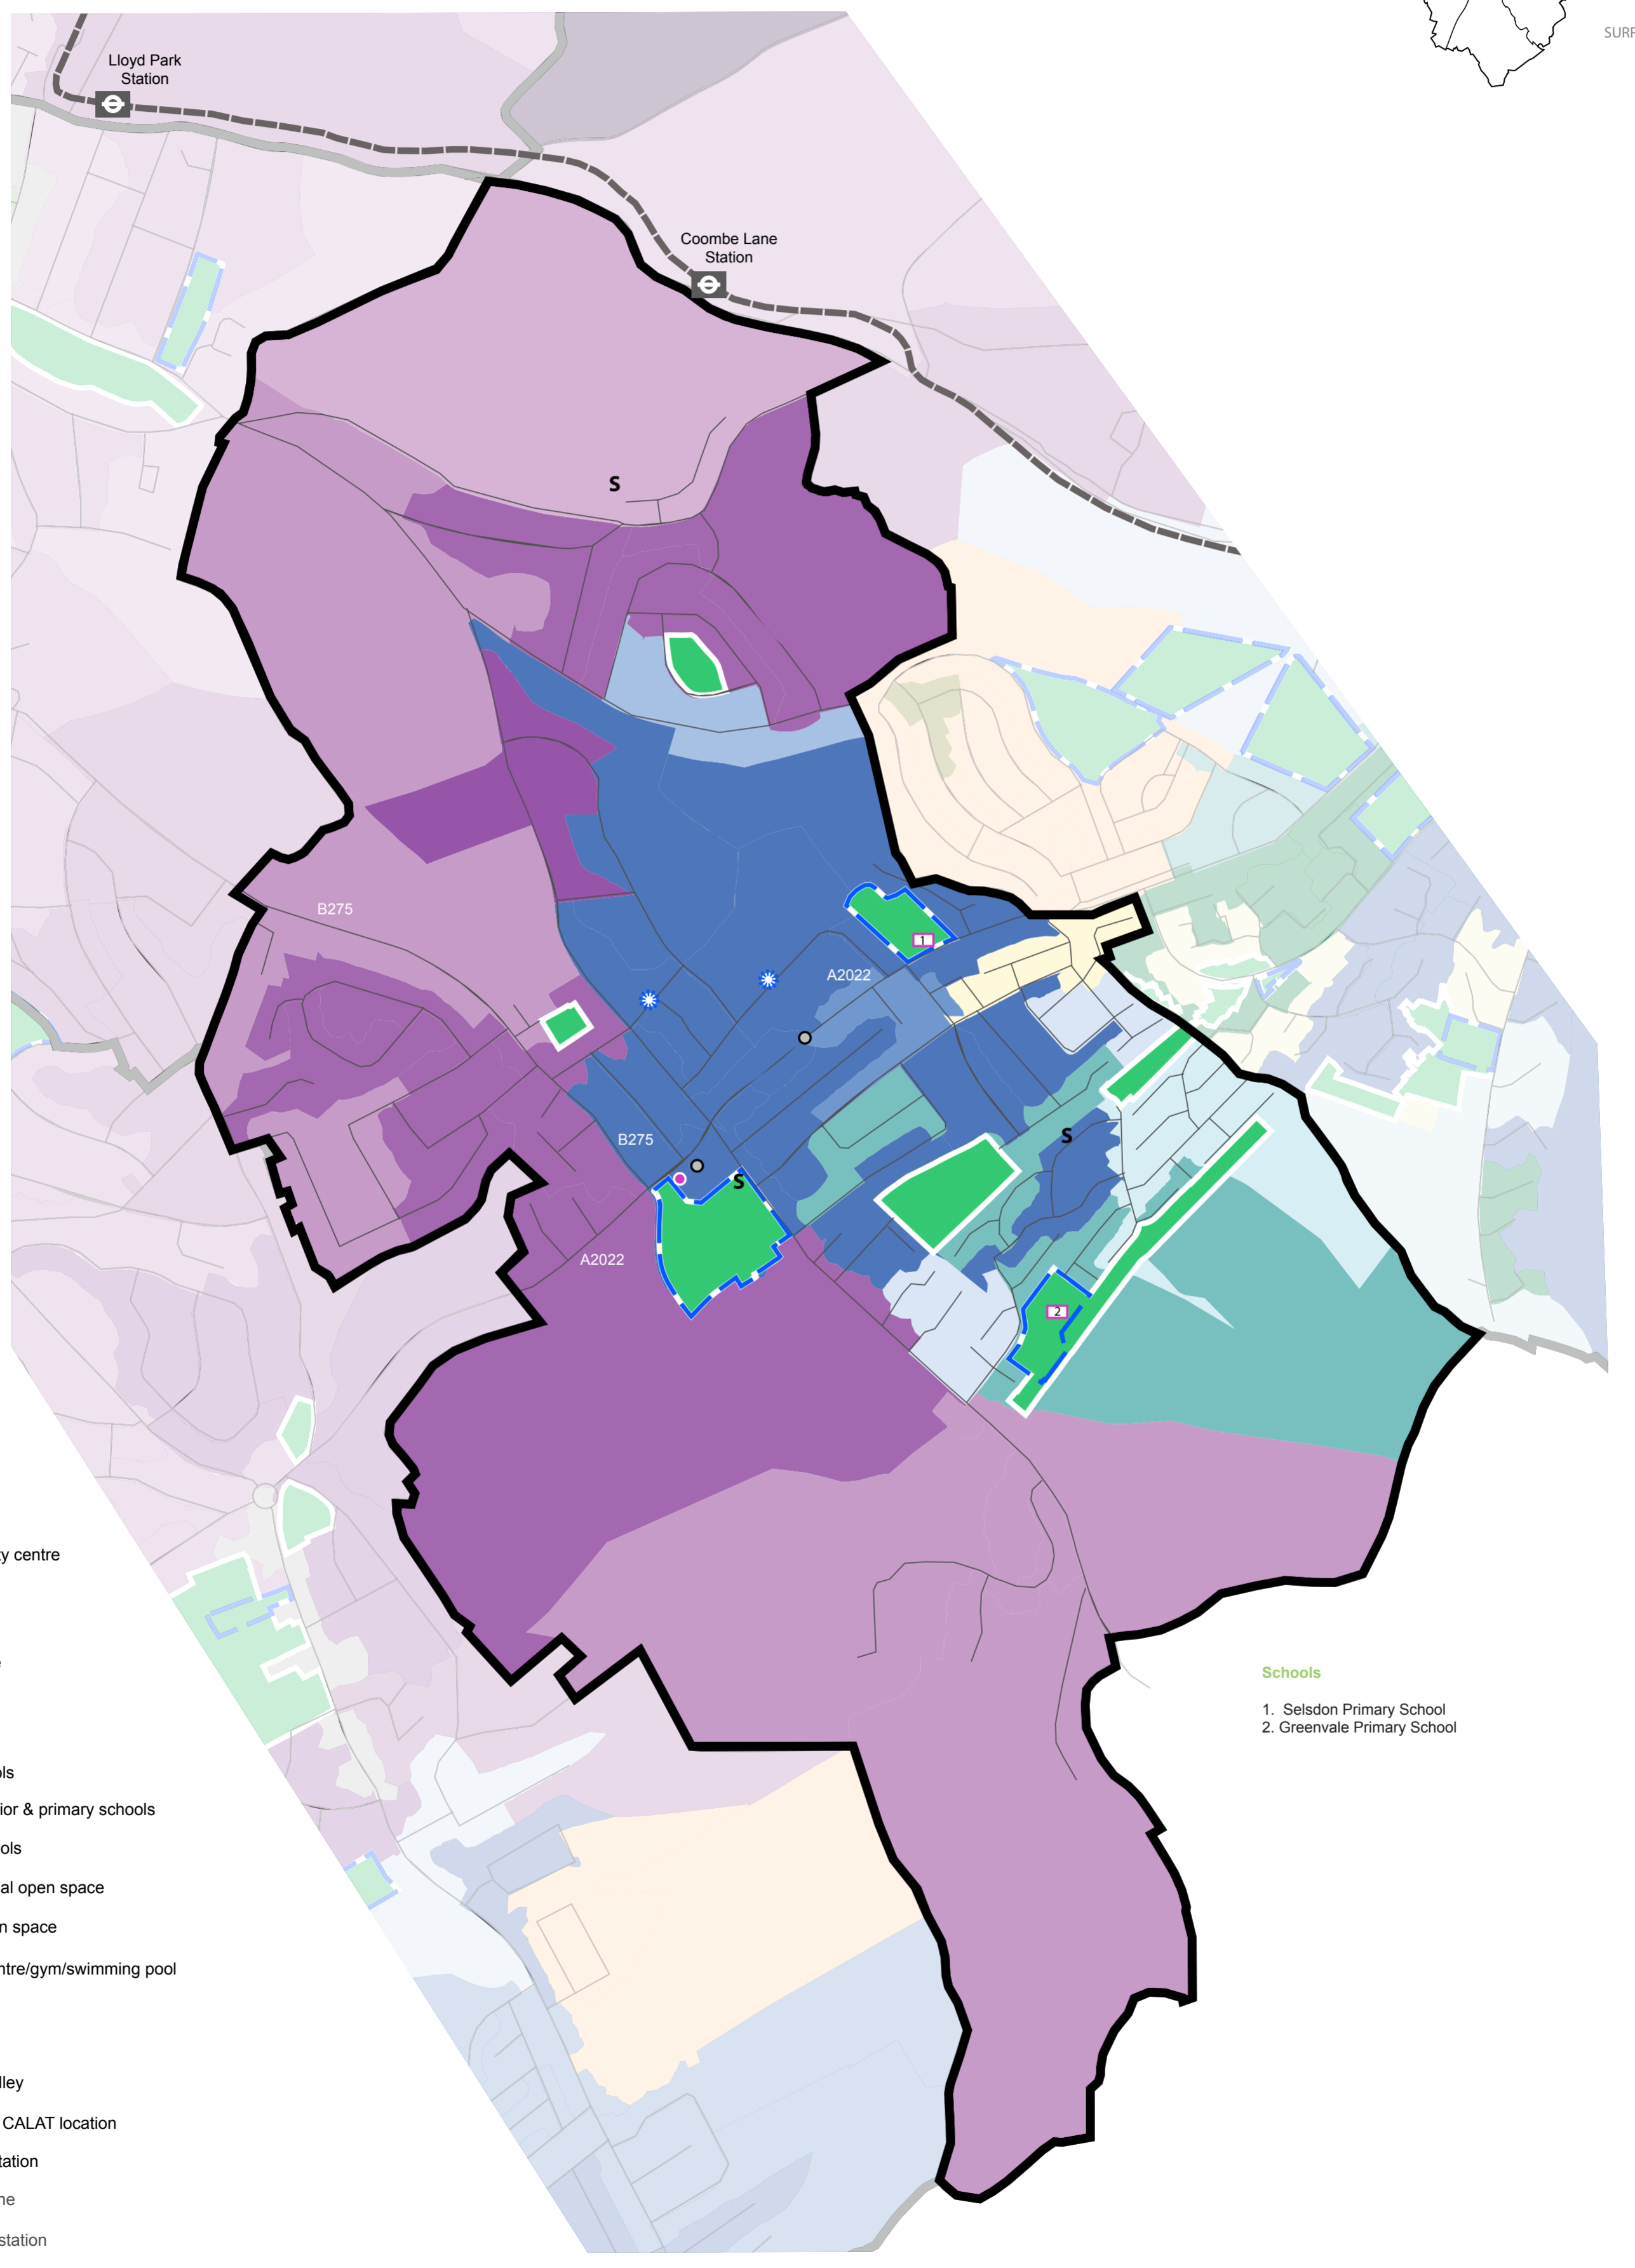 SURR
Lloyd Park
Station
Coombe Lane
Station
S
B275
1
A2022
B275
S
S
A2022
2
y centre
Schools
1. Selsdon Primary School
2. Greenvale Primary School
ols
ior & primary schools
ols
al open space
n space
ntre/gym/swimming pool
lley
CALAT location
tation
ne
station